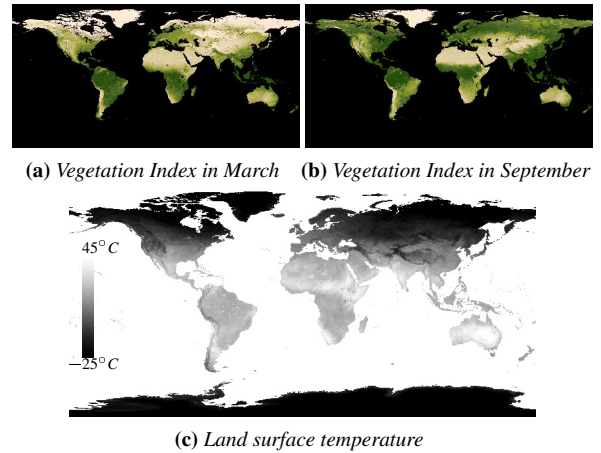 (a) Vegetation Index in March
(b) Vegetation Index in September
45°C
−25°C
(c) Land surface temperature